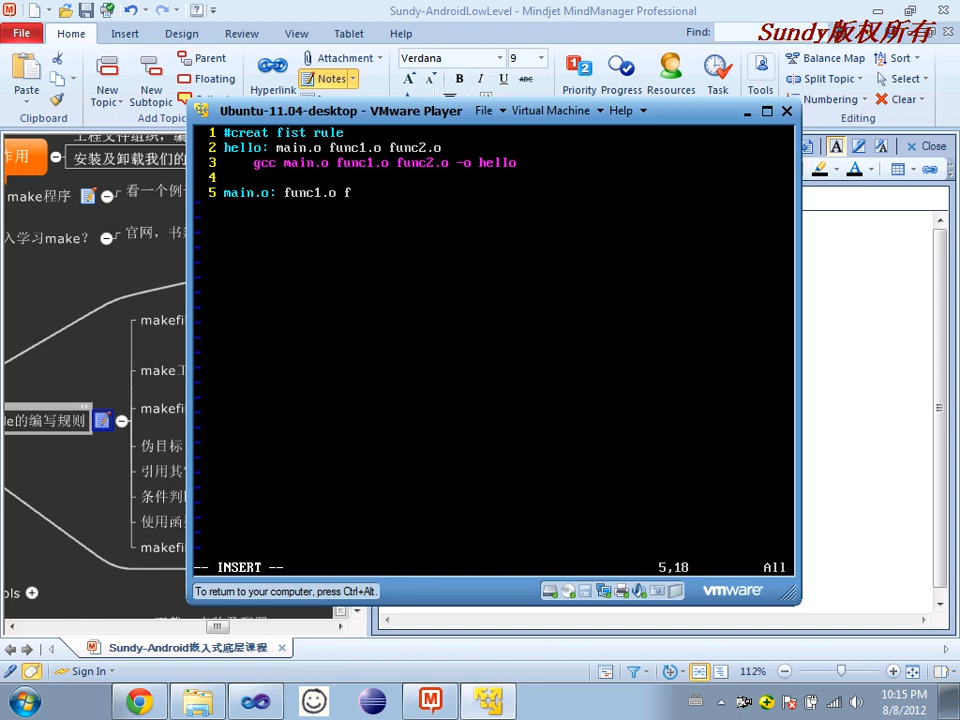 Sundy-AndroidLowLevel - Mindjet MindManager Professional
File
Home
Insert
Design
Review
View
Tablet
Help
Find:
Sundy版权所有
Paste
Clipboard
New
Topic
New
Subtopic
Parent
Floating
Add Topic
Hyperlink
Attachment
Notes
Verdana
9
B I U ABC
Priority
Progress
Resources
Task
Tools
Balance Map
Split Topic
Numbering
Sort
Select
Clear
Editing
Ubuntu-11.04-desktop - VMware Player
File
Virtual Machine
Help
1 #creat fist rule
2 hello: main.o func1.o func2.o
3 gcc main.o func1.o func2.o -o hello
4
5 main.o: func1.o f
-- INSERT --
5,18
All
To return to your computer, press Ctrl+Alt.
vmware
A
Close
作用
安装及卸载我们的
make程序
看一个例
入学习make?
官网，书
makefi
make工
makefi
le的编写规则
伪目标
引用其
条件判
使用函
makefi
ols
Sundy-Android嵌入式底层课程
Sign In
112%
10:15 PM
8/8/2012